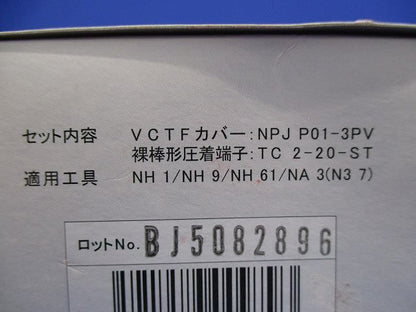 セット内容 VCTFカバー:NPJ P01-3PV
裸棒形圧着端子:TC 2-20-ST
適用工具 NH 1/NH 9/NH 61/NA 3(N3 7)
ロットNo. BJ5082896